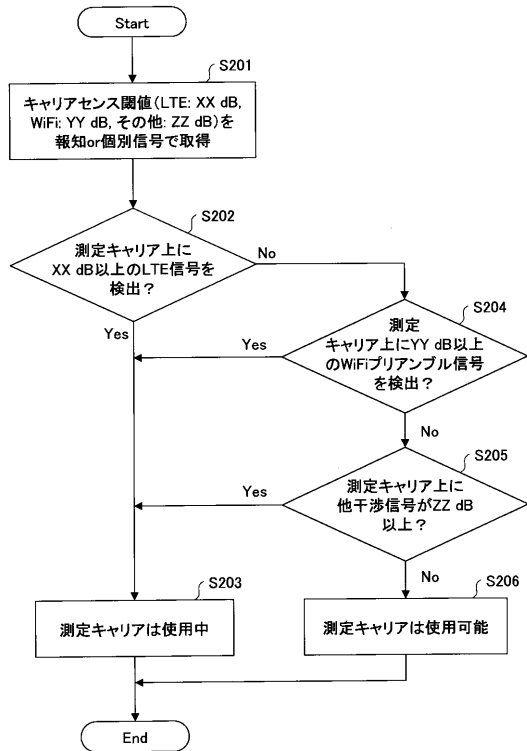 Start
S201
キャリアセンス閾値(LTE: XX dB,
WiFi: YY dB, その他: ZZ dB)を
報知or個別信号で取得
S202
測定キャリア上に
XX dB以上のLTE信号を
検出?
No
Yes
S204
測定
キャリア上にYY dB以上
のWiFiプリアンブル信号
を検出?
Yes
No
S205
測定キャリア上に
他干渉信号がZZ dB
以上?
Yes
No
S203
測定キャリアは使用中
S206
測定キャリアは使用可能
End